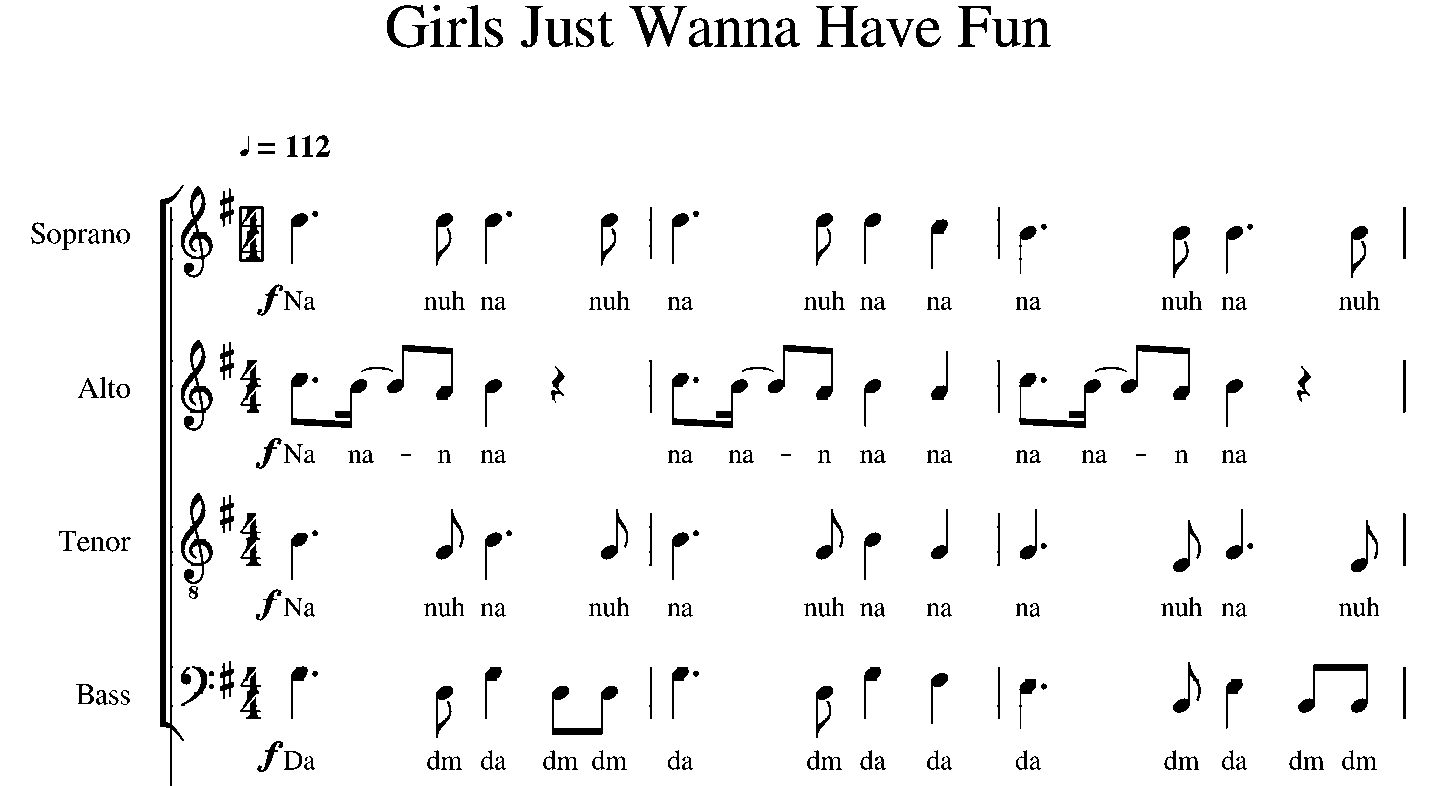 Girls Just Wanna Have Fun
♩ = 112
Soprano
f Na nuh na nuh na nuh na na na nuh na nuh
Alto
f Na na - n na na na - n na na na na - n na
Tenor
8
f Na nuh na nuh na nuh na na na nuh na nuh
Bass
f Da dm da dm dm da dm da da da dm da dm dm